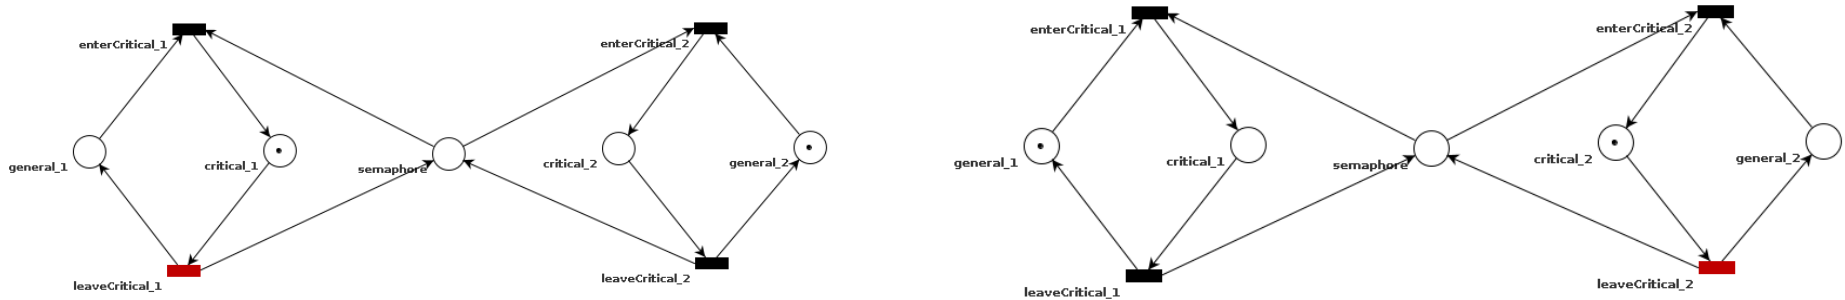 enterCritical_1
enterCritical_2
general_1
critical_1
semaphore
critical_2
general_2
leaveCritical_1
leaveCritical_2
enterCritical_1
enterCritical_2
general_1
critical_1
semaphore
critical_2
general_2
leaveCritical_1
leaveCritical_2